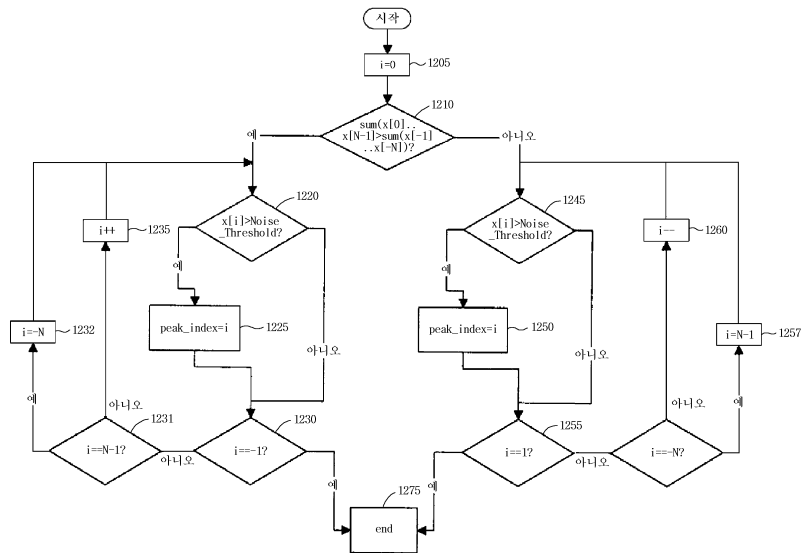 시작
i=0
1205
1210
sum(x[0]..
x[N-1]>sum(x[-1]
..x[-N])?
예
아니오
1220
x[i]>Noise
_Threshold?
1245
x[i]>Noise
_Threshold?
i++
1235
i--
1260
예
예
i=-N
1232
peak_index=i
1225
peak_index=i
1250
i=N-1
1257
아니오
아니오
예
아니오
아니오
예
1231
i==N-1?
아니오
1230
i==-1?
1255
i==1?
아니오
i==-N?
예
예
1275
end